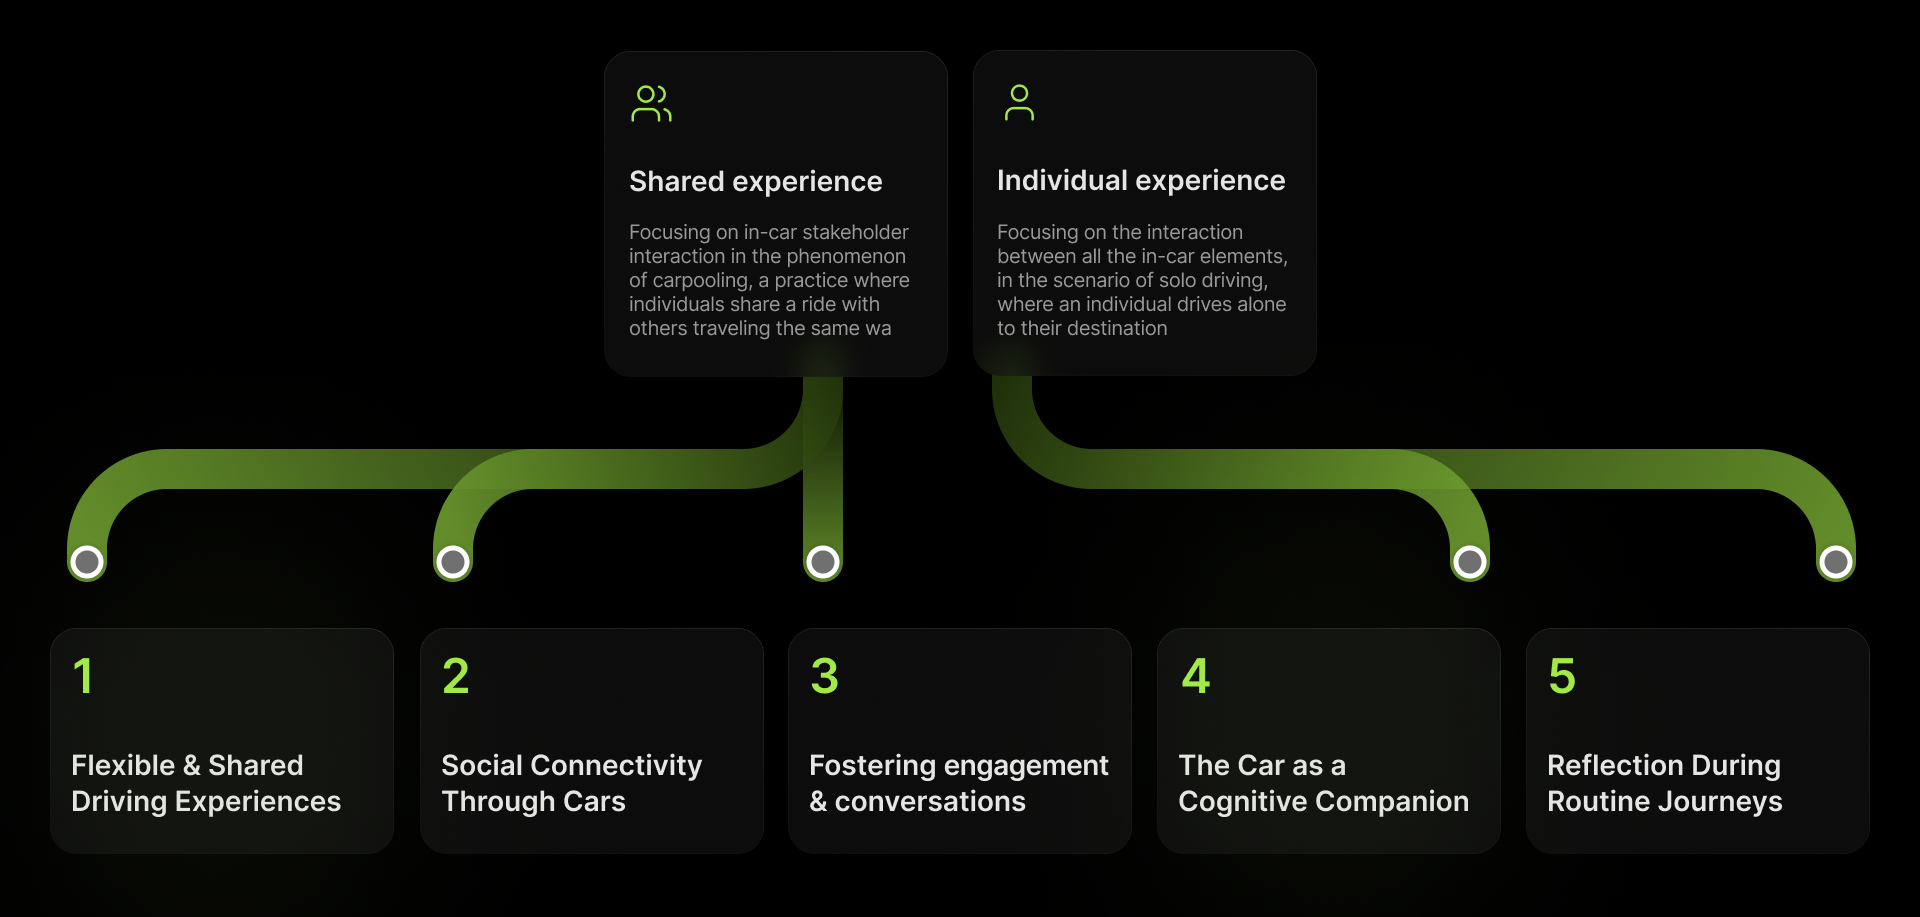 Shared experience
Focusing on in-car stakeholder
interaction in the phenomenon
of carpooling, a practice where
individuals share a ride with
others traveling the same wa
Individual experience
Focusing on the interaction
between all the in-car elements,
in the scenario of solo driving,
where an individual drives alone
to their destination
1
Flexible & Shared
Driving Experiences
2
Social Connectivity
Through Cars
3
Fostering engagement
& conversations
4
The Car as a
Cognitive Companion
5
Reflection During
Routine Journeys